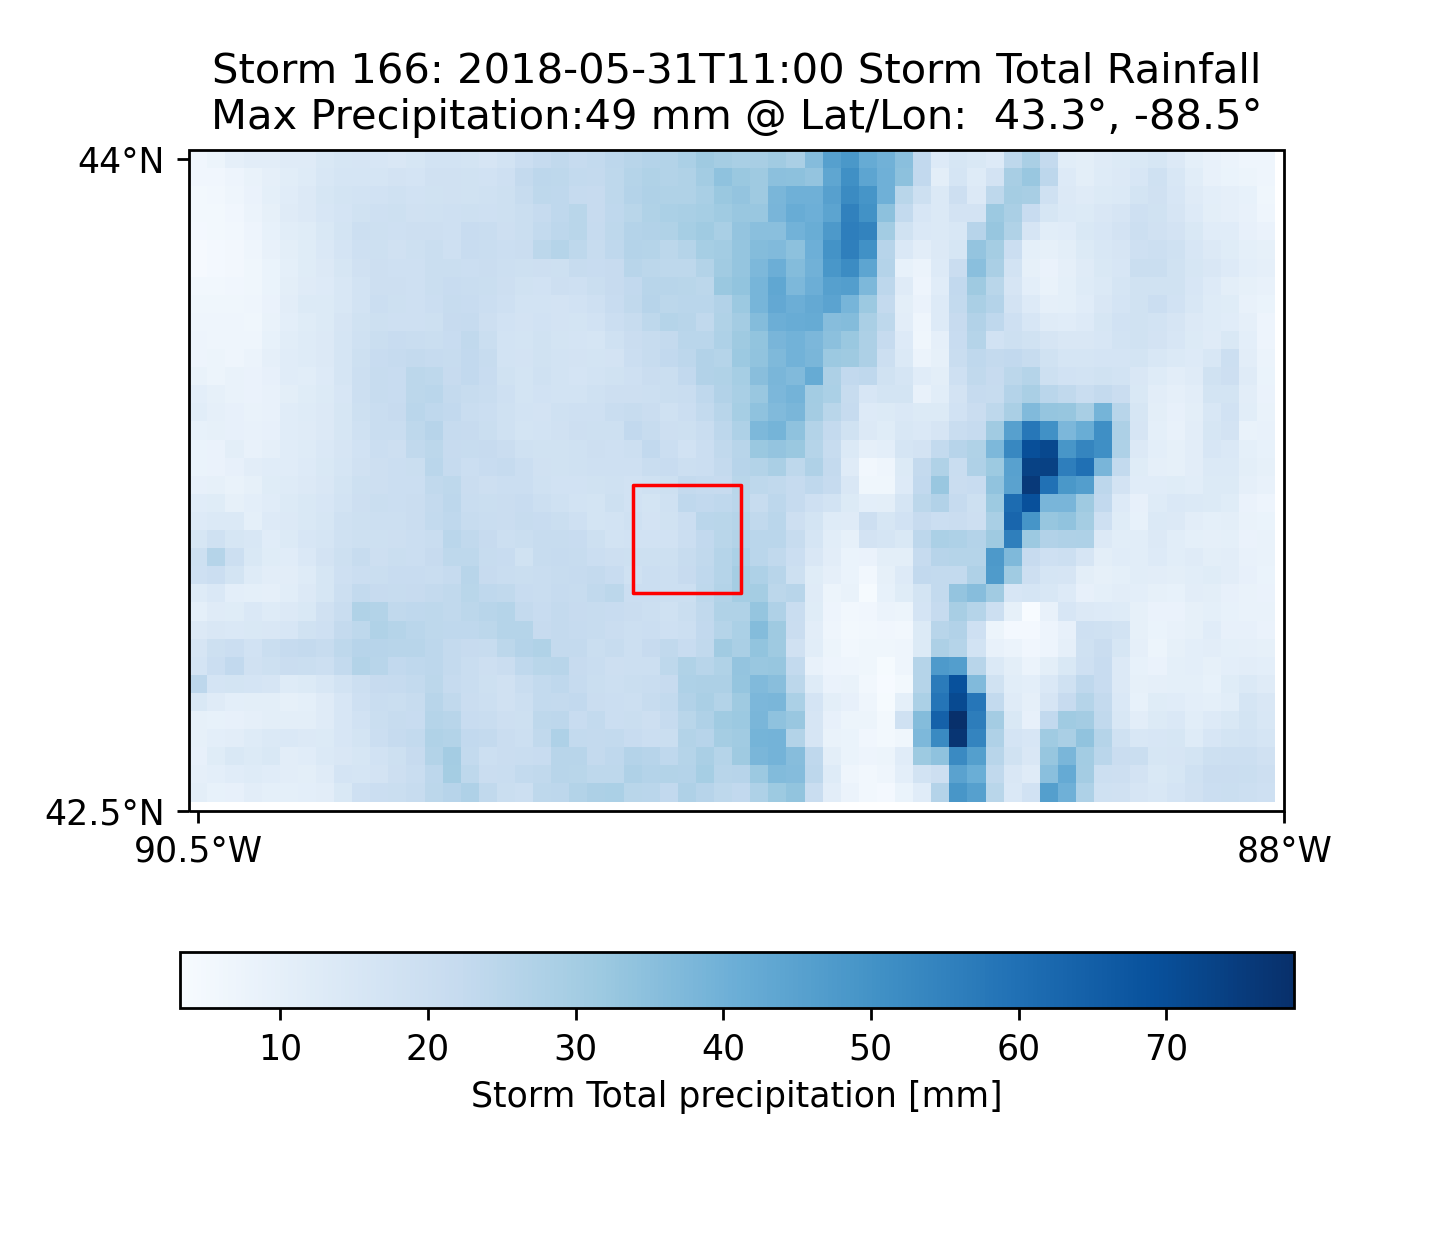 Storm 166: 2018-05-31T11:00 Storm Total Rainfall
Max Precipitation:49 mm @ Lat/Lon:  43.3°, -88.5°
44°N
42.5°N
90.5°W 88°W
10 20 30 40 50 60 70
Storm Total precipitation [mm]